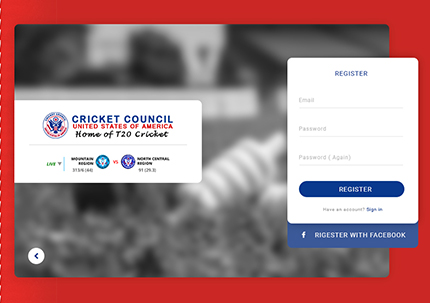 CRICKET COUNCIL
UNITED STATES OF AMERICA
Home of T20 Cricket
LIVE
MOUNTAIN REGION
313/6 (44)
VS
NORTH CENTRAL REGION
91 (29.3)
REGISTER
Email
Password
Password ( Again)
REGISTER
Have an account? Sign in
f RIGESTER WITH FACEBOOK